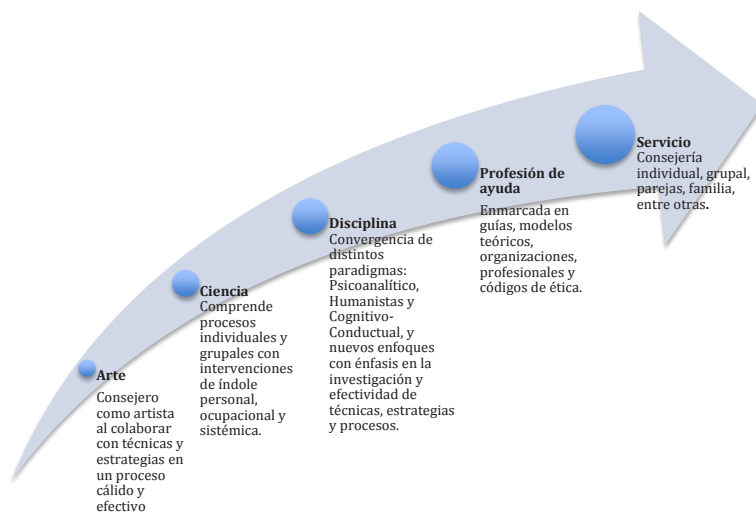 Arte
Consejero
como artista
al colaborar
con técnicas y
estrategias en
un proceso
cálido y
efectivo
Ciencia
Comprende
procesos
individuales y
grupales con
intervenciones
de índole
personal,
ocupacional y
sistémica.
Disciplina
Convergencia de
distintos
paradigmas:
Psicoanalítico,
Humanistas y
Cognitivo-
Conductual, y
nuevos enfoques
con énfasis en la
investigación y
efectividad de
técnicas, estrategias
y procesos.
Profesión de
ayuda
Enmarcada en
guías, modelos
teóricos,
organizaciones,
profesionales y
códigos de ética.
Servicio
Consejería
individual, grupal,
parejas, familia,
entre otras.